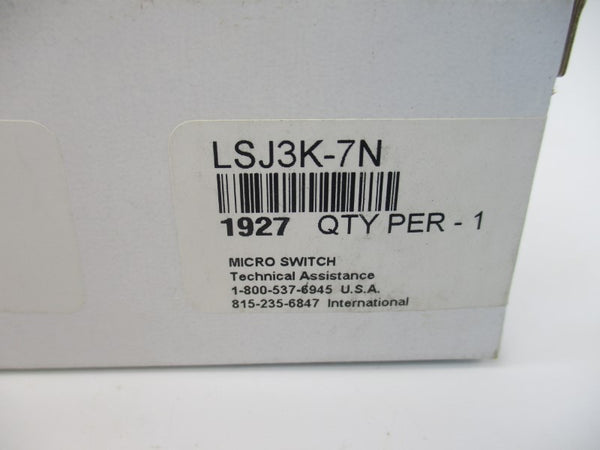 LSJ3K-7N
1927 QTY PER - 1
MICRO SWITCH
Technical Assistance
1-800-537-6945 U.S.A.
815-235-6847 International